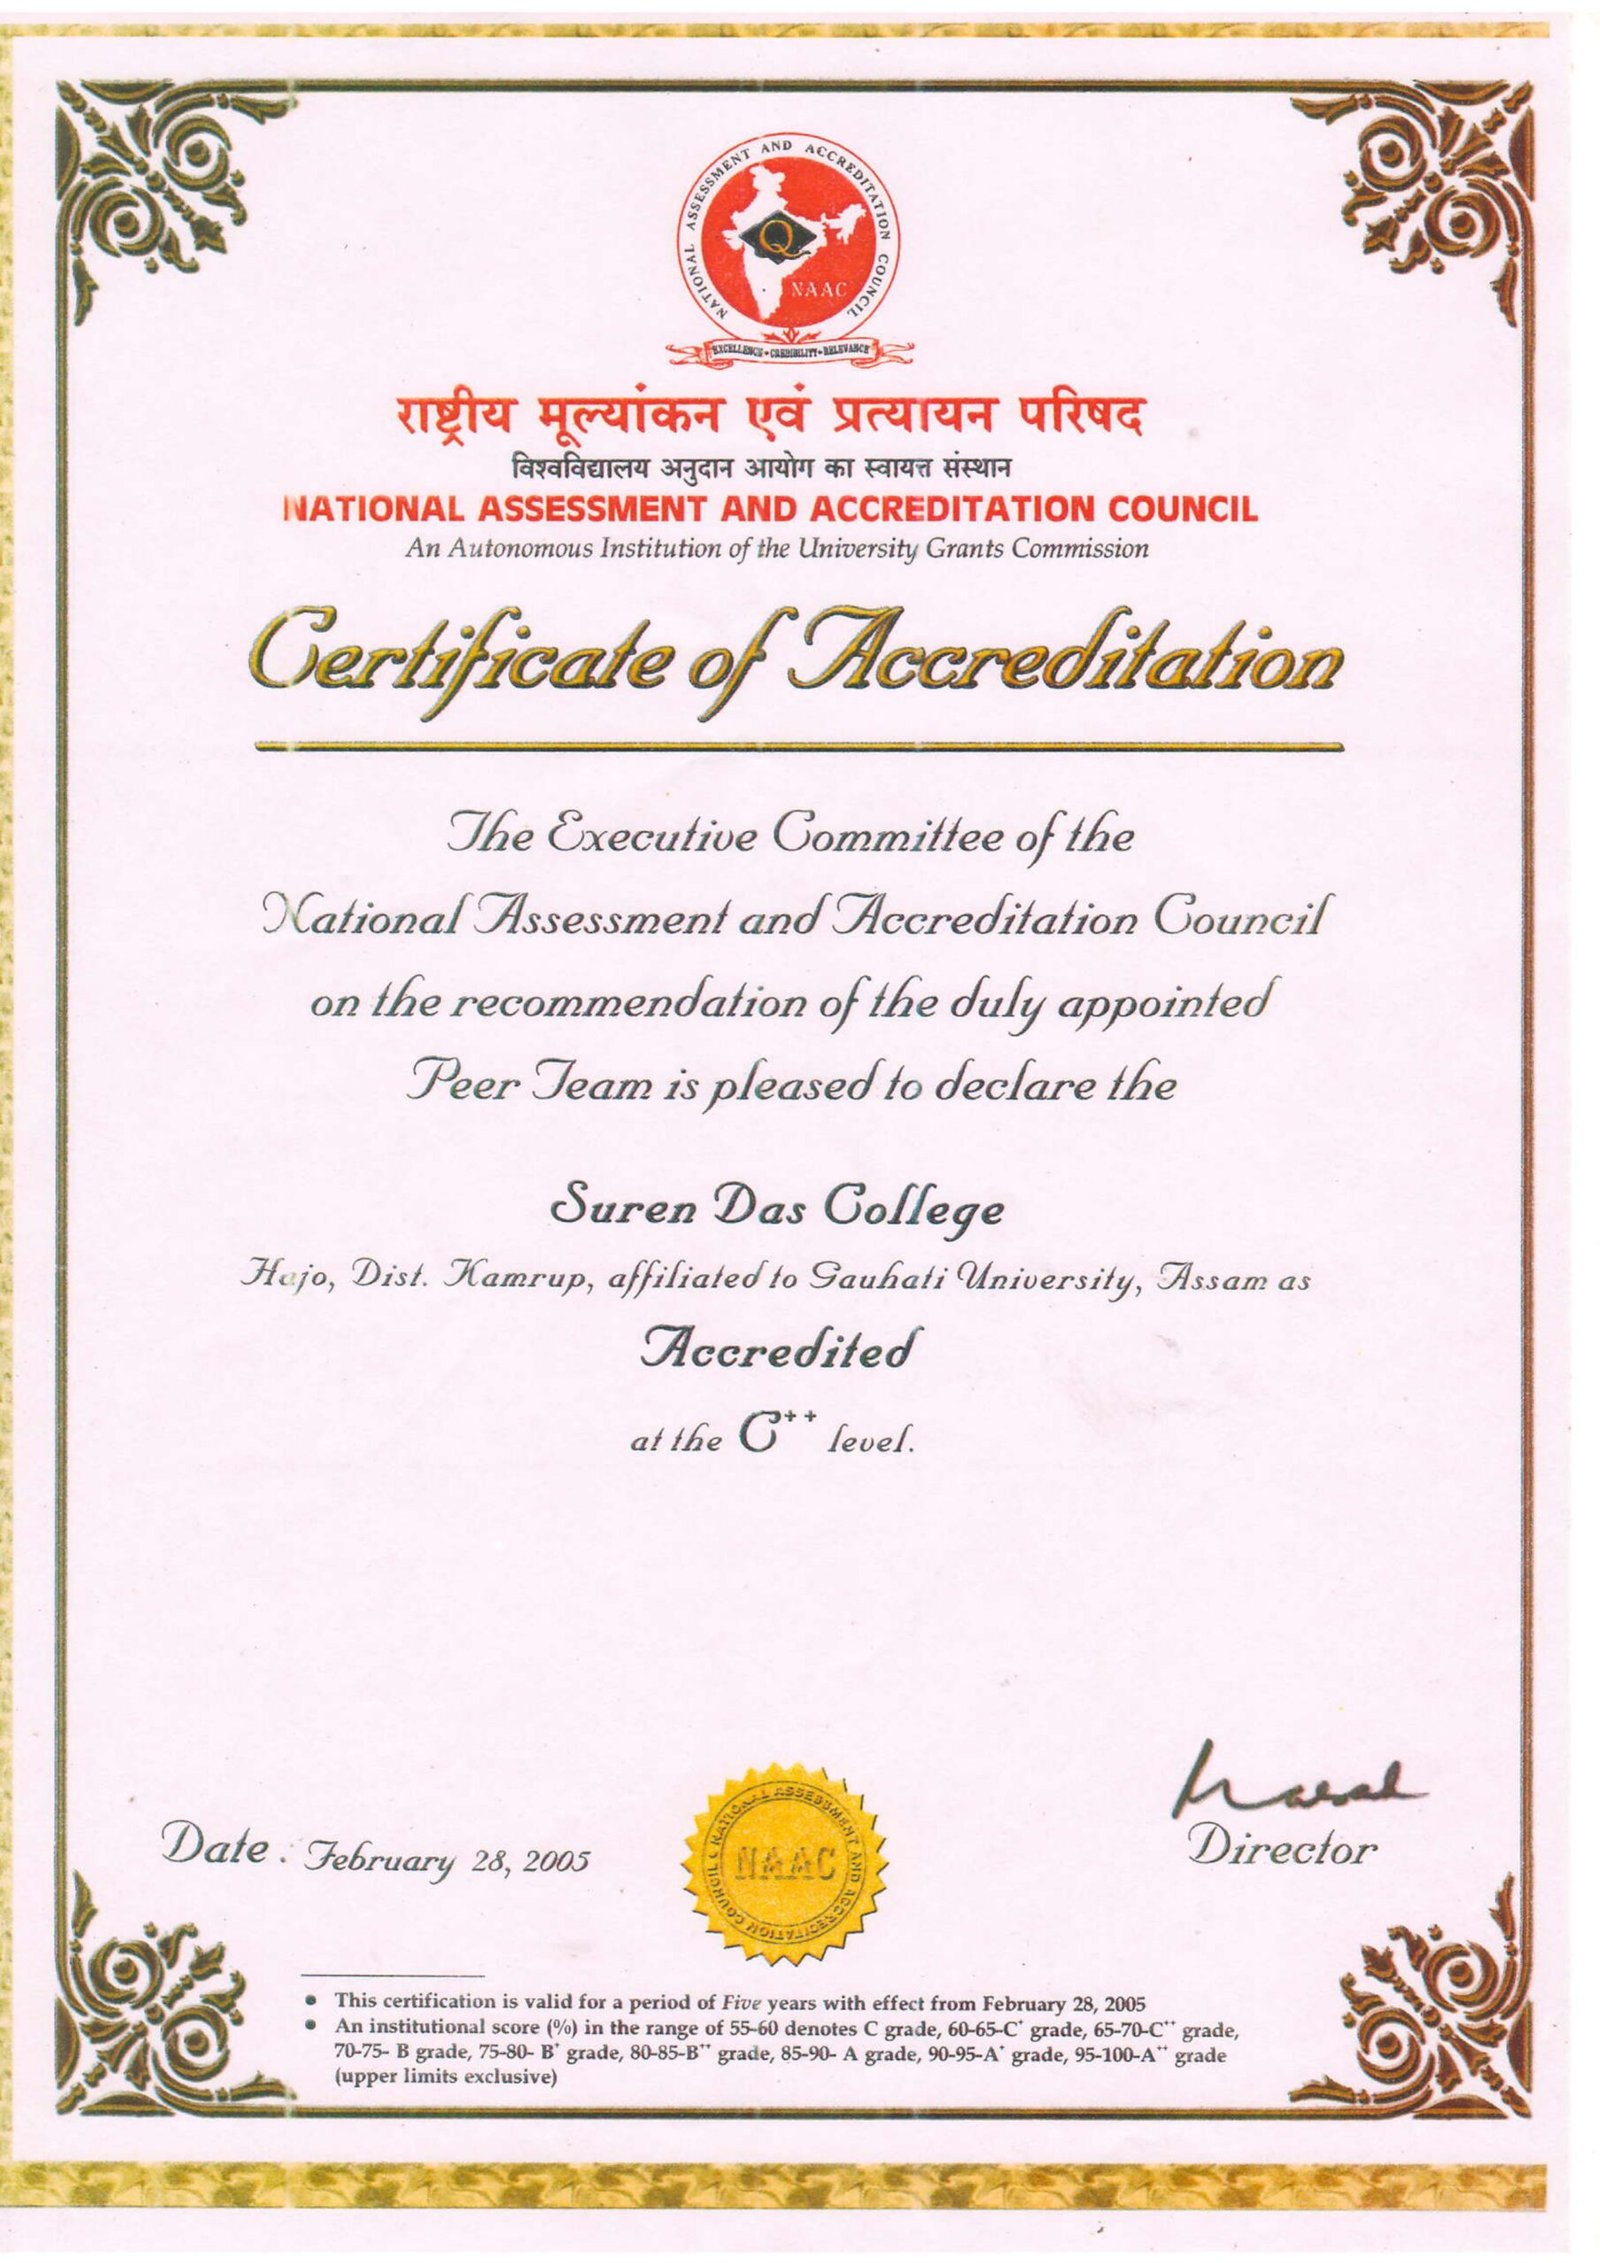 NATIONAL ASSESSMENT AND ACCREDITATION COUNCIL
Q
NAAC
EXCELLENCE • CREDIBILITY • RELEVANCE
राष्ट्रीय मूल्यांकन एवं प्रत्यायन परिषद
विश्वविद्यालय अनुदान आयोग का स्वायत्त संस्थान
NATIONAL ASSESSMENT AND ACCREDITATION COUNCIL
An Autonomous Institution of the University Grants Commission
Certificate of Accreditation
The Executive Committee of the
National Assessment and Accreditation Council
on the recommendation of the duly appointed
Peer Team is pleased to declare the
Suren Das College
Hajo, Dist. Kamrup, affiliated to Gauhati University, Assam as
Accredited
at the C⁺⁺ level.
Director
Date : February 28, 2005
NATIONAL ASSESSMENT AND ACCREDITATION COUNCIL
NAAC
• This certification is valid for a period of Five years with effect from February 28, 2005
• An institutional score (%) in the range of 55-60 denotes C grade, 60-65-C⁺ grade, 65-70-C⁺⁺ grade,
70-75- B grade, 75-80- B⁺ grade, 80-85-B⁺⁺ grade, 85-90- A grade, 90-95-A⁺ grade, 95-100-A⁺⁺ grade
(upper limits exclusive)